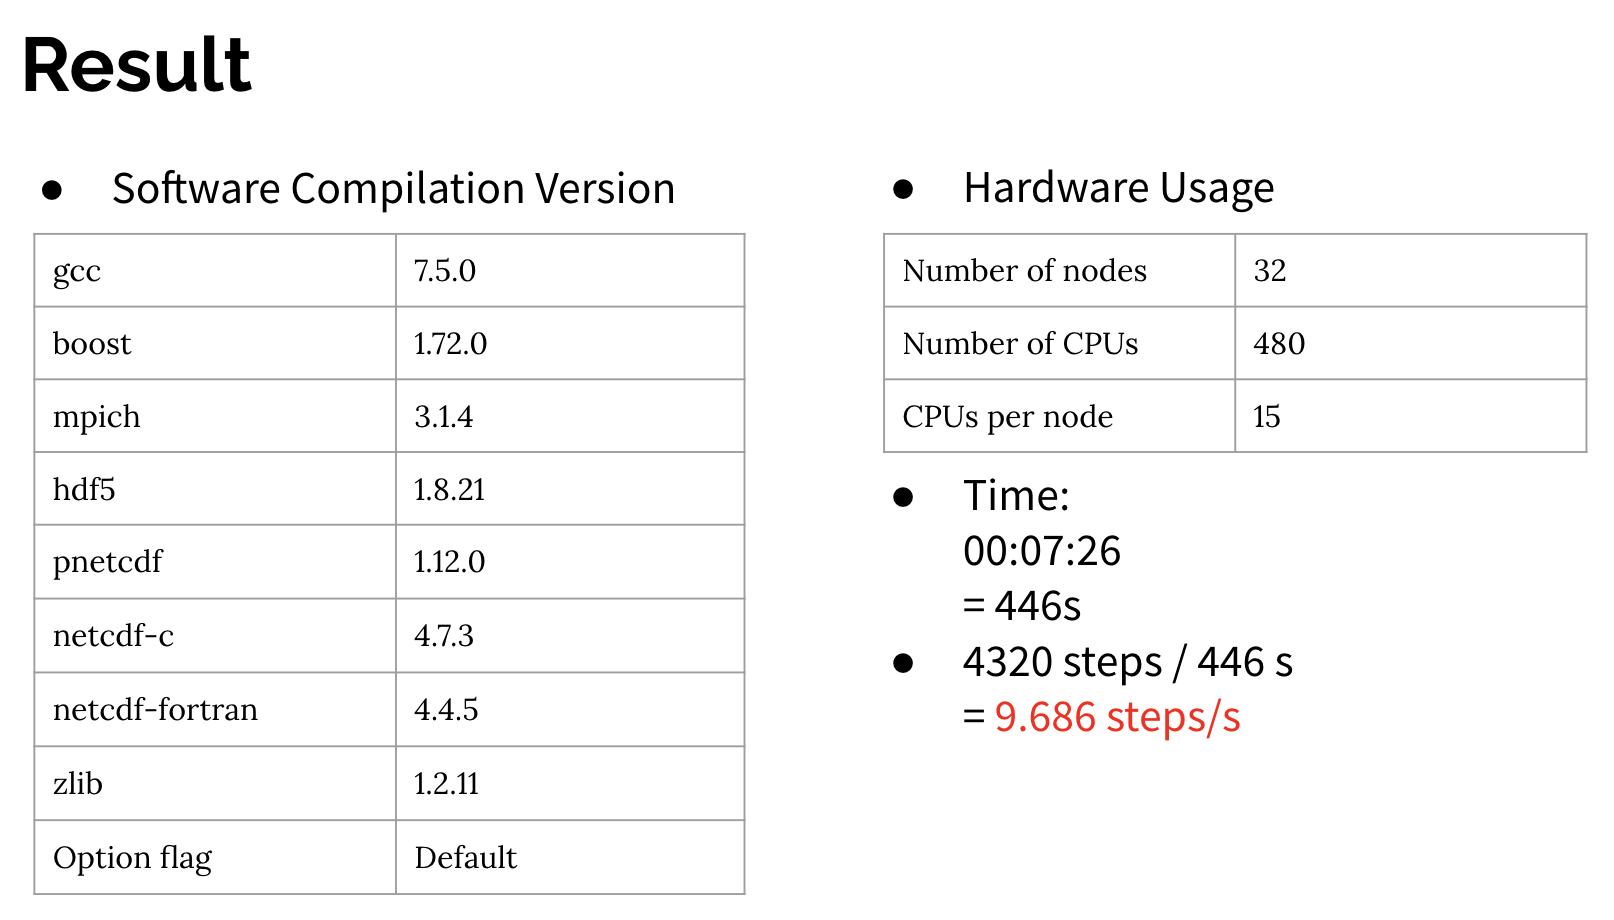 Result
● Software Compilation Version
gcc 7.5.0
boost 1.72.0
mpich 3.1.4
hdf5 1.8.21
pnetcdf 1.12.0
netcdf-c 4.7.3
netcdf-fortran 4.4.5
zlib 1.2.11
Option flag Default
● Hardware Usage
Number of nodes 32
Number of CPUs 480
CPUs per node 15
● Time:
00:07:26
= 446s
● 4320 steps / 446 s
= 9.686 steps/s